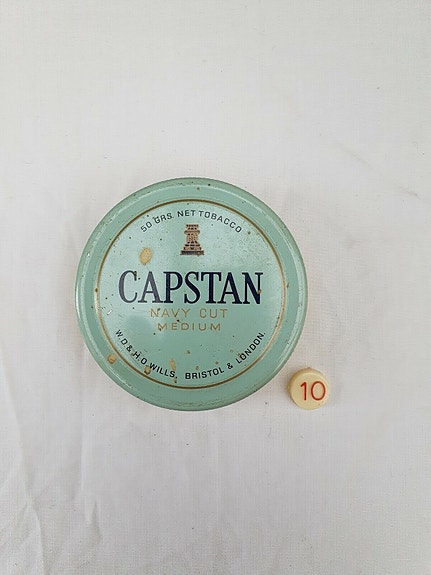 50 GRS. NET TOBACCO
CAPSTAN
NAVY CUT
MEDIUM
W.D. & H.O. WILLS, BRISTOL & LONDON.
10